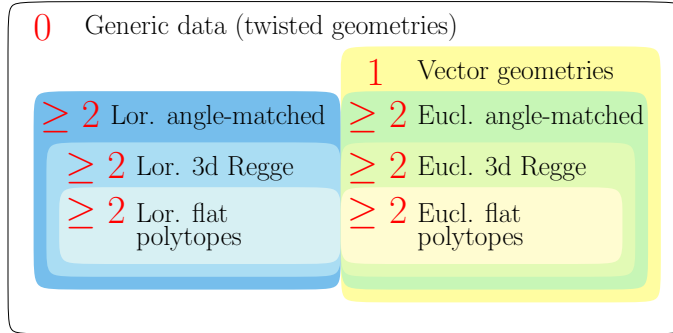 0 Generic data (twisted geometries)
1 Vector geometries
≥ 2 Lor. angle-matched
≥ 2 Eucl. angle-matched
≥ 2 Lor. 3d Regge
≥ 2 Eucl. 3d Regge
≥ 2 Lor. flat
polytopes
≥ 2 Eucl. flat
polytopes